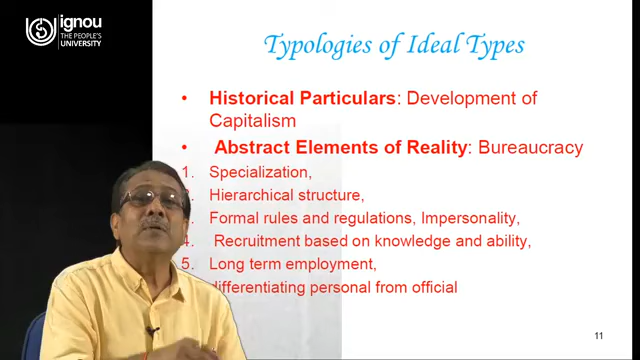 ignou
THE PEOPLE'S
UNIVERSITY
Typologies of Ideal Types
• Historical Particulars: Development of
Capitalism
• Abstract Elements of Reality: Bureaucracy
1. Specialization,
Hierarchical structure,
Formal rules and regulations, Impersonality,
4. Recruitment based on knowledge and ability,
5. Long term employment,
differentiating personal from official
11